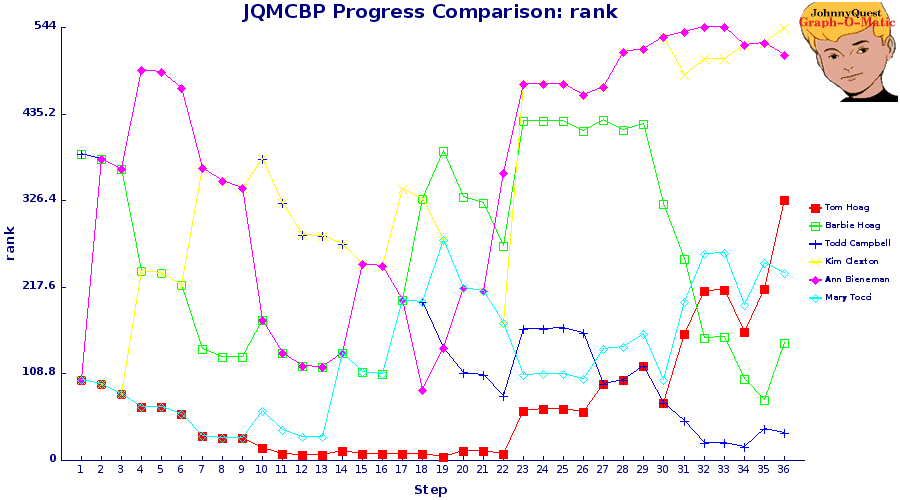 JQMCBP Progress Comparison: rank
JohnnyQuest
Graph-O-Matic
544
435.2
326.4
217.6
108.8
0
rank
1 2 3 4 5 6 7 8 9 10 11 12 13 14 15 16 17 18 19 20 21 22 23 24 25 26 27 28 29 30 31 32 33 34 35 36
Step
Tom Hoag
Barbie Hoag
Todd Campbell
Kim Clexton
Ann Bieneman
Mary Tocci